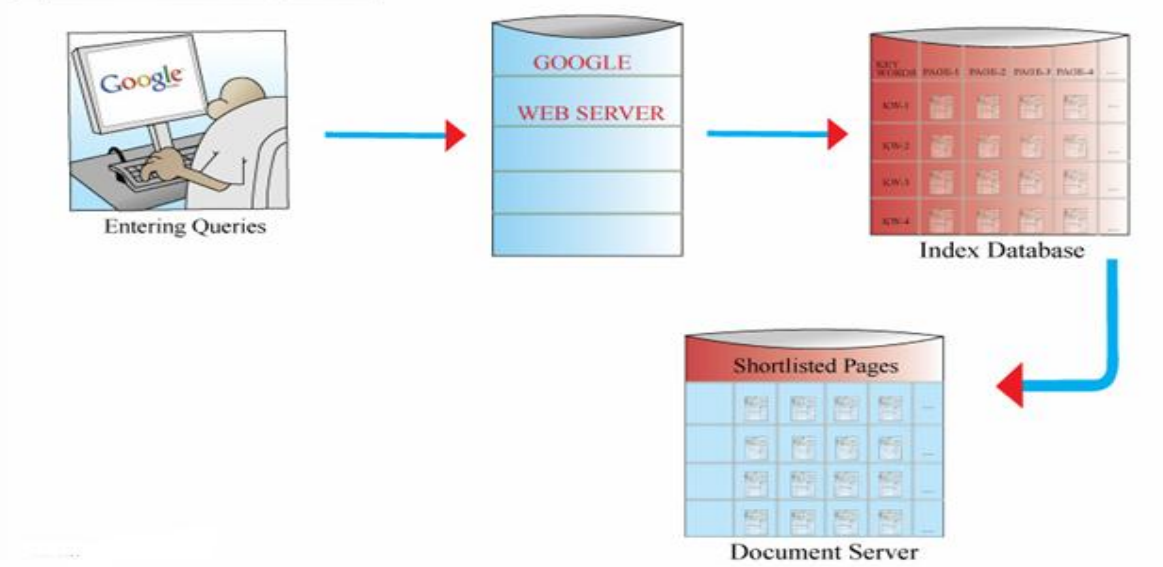 Google
Entering Queries
GOOGLE
WEB SERVER
KEY
WORDS PAGE-1 PAGE-2 PAGE-3 PAGE-4 ....
KW-1
KW-2
KW-3
KW-4
Index Database
Shortlisted Pages
Document Server